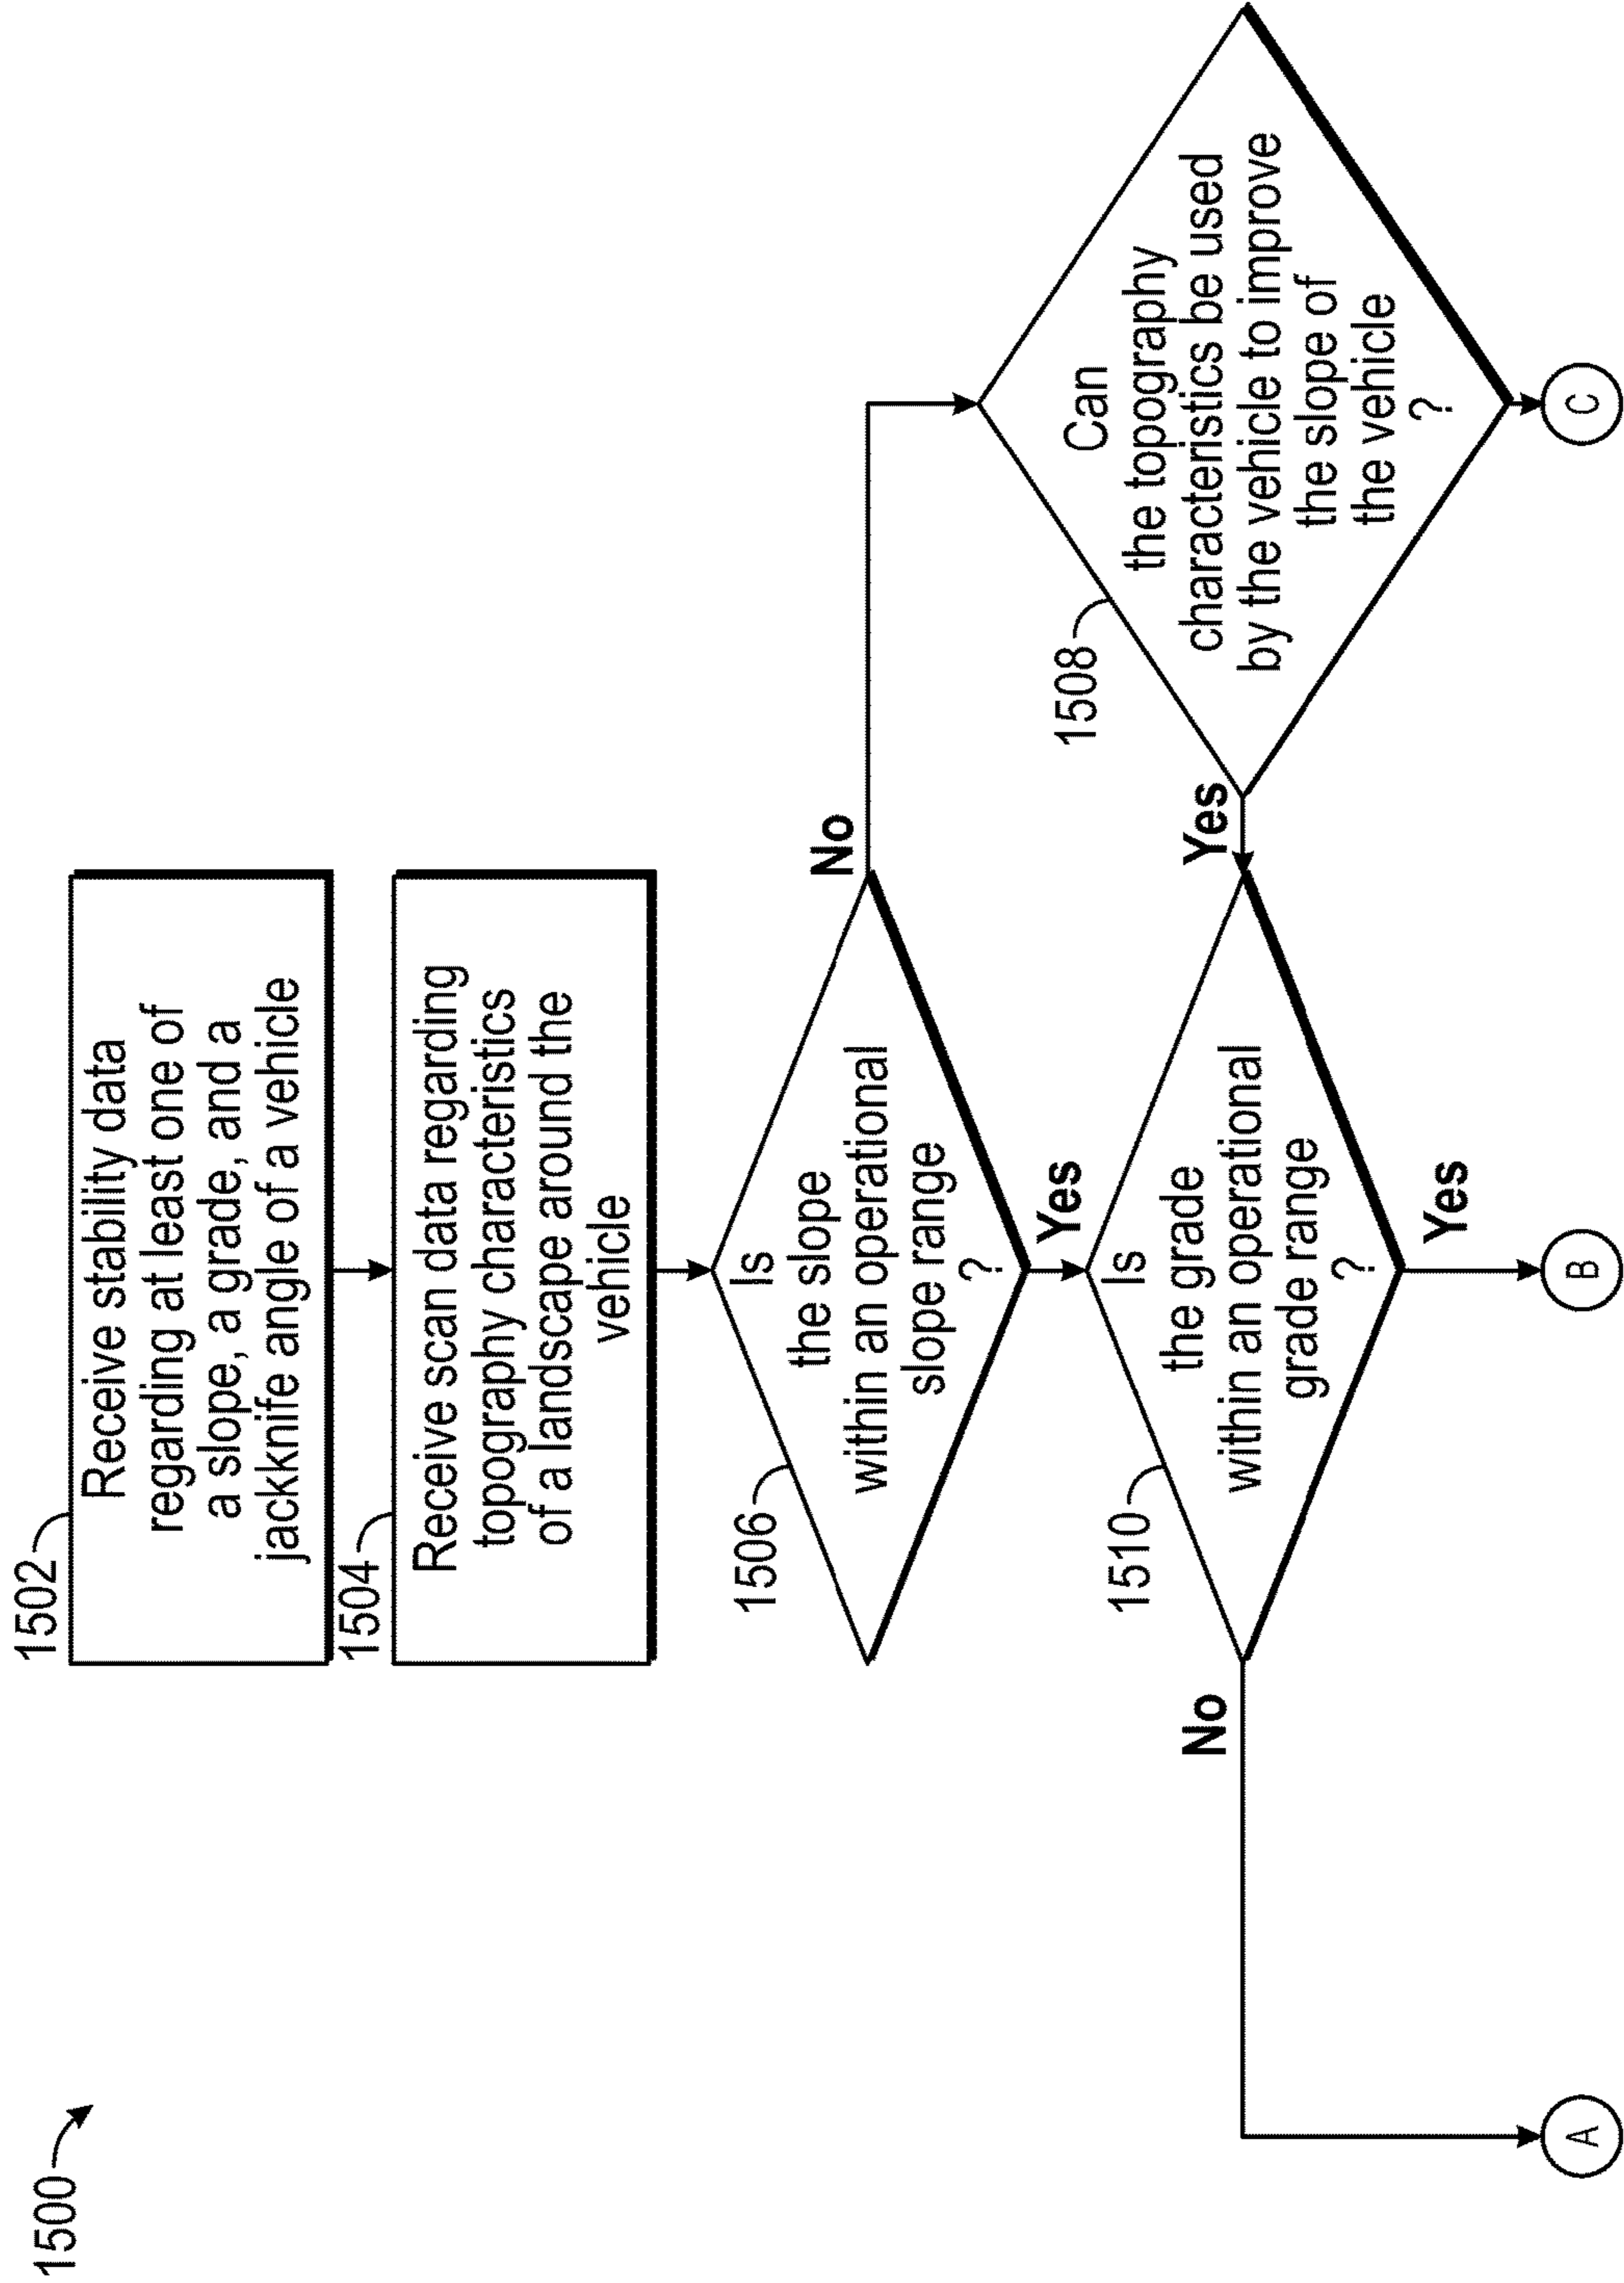 1500
1502
Receive stability data
regarding at least one of
a slope, a grade, and a
jackknife angle of a vehicle
1504
Receive scan data regarding
topography characteristics
of a landscape around the
vehicle
1506
Is
the slope
within an operational
slope range
?
No
Yes
1508
Can
the topography
characteristics be used
by the vehicle to improve
the slope of
the vehicle
?
Yes
1510
Is
the grade
within an operational
grade range
?
No
Yes
A
B
C